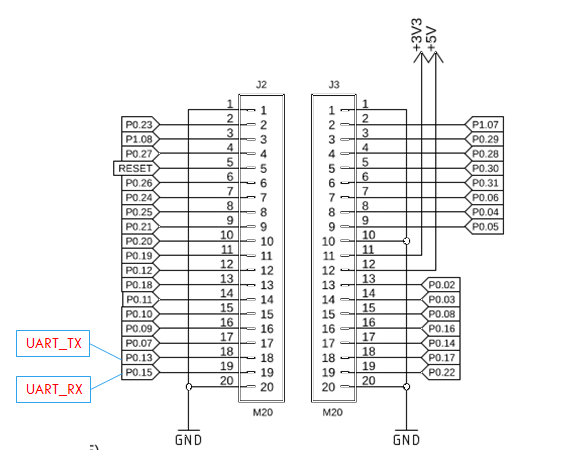 +3V3
+5V
J2
J3
1 1 1 1
P0.23 2 2 2 2 P1.07
P1.08 3 3 3 3 P0.29
P0.27 4 4 4 4 P0.28
RESET 5 5 5 5 P0.30
P0.26 6 6 6 6 P0.31
P0.24 7 7 7 7 P0.06
P0.25 8 8 8 8 P0.04
P0.21 9 9 9 9 P0.05
P0.20 10 10 10 10
P0.19 11 11 11 11
P0.12 12 12 12 12
P0.18 13 13 13 13 P0.02
P0.11 14 14 14 14 P0.03
P0.10 15 15 15 15 P0.08
P0.09 16 16 16 16 P0.16
P0.07 17 17 17 17 P0.14
UART_TX
P0.13 18 18 18 18 P0.17
P0.15 19 19 19 19 P0.22
UART_RX
20 20 20 20
M20
M20
GND
GND